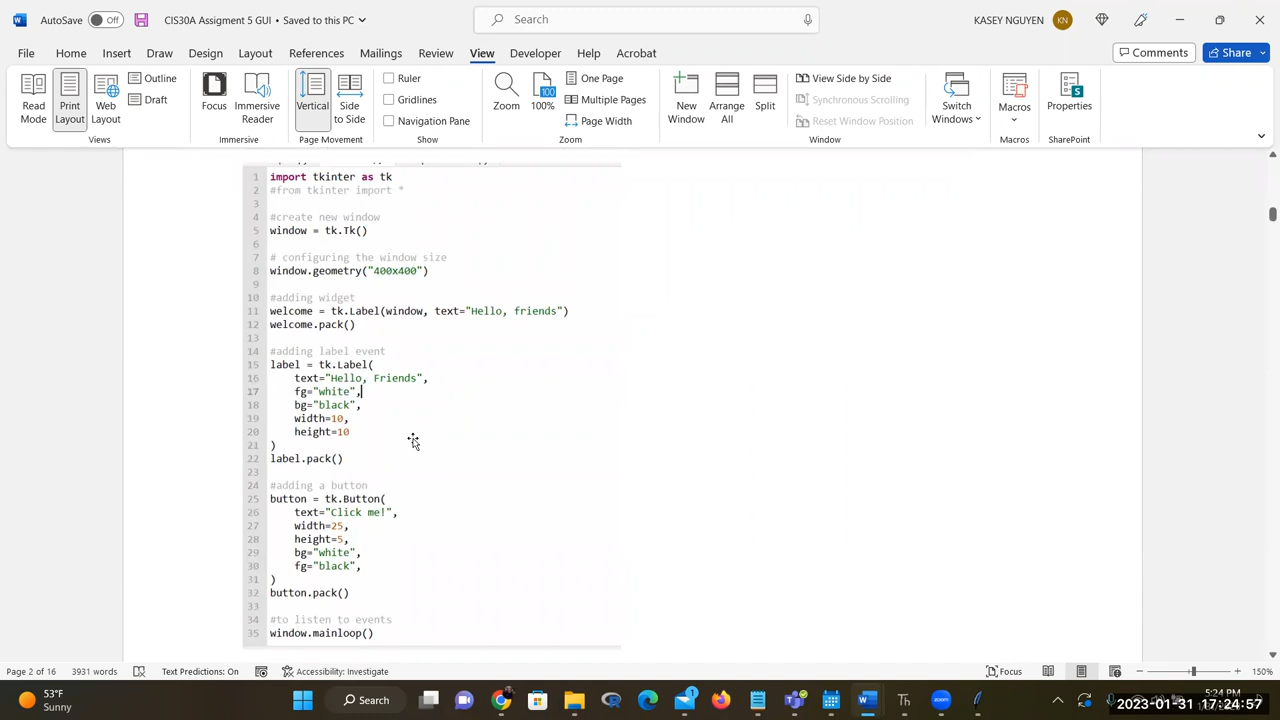 AutoSave Off CIS30A Assigment 5 GUI • Saved to this PC Search KASEY NGUYEN KN
File Home Insert Draw Design Layout References Mailings Review View Developer Help Acrobat Comments Share
Read Mode
Print Layout
Web Layout
Outline
Draft
Views
Focus
Immersive Reader
Immersive
Vertical
Side to Side
Page Movement
Ruler
Gridlines
Navigation Pane
Show
Zoom
100%
One Page
Multiple Pages
Page Width
Zoom
New Window
Arrange All
Split
View Side by Side
Synchronous Scrolling
Reset Window Position
Window
Switch Windows
Macros
Macros
Properties
SharePoint
1 import tkinter as tk
2 #from tkinter import *
3
4 #create new window
5 window = tk.Tk()
6
7 # configuring the window size
8 window.geometry("400x400")
9
10 #adding widget
11 welcome = tk.Label(window, text="Hello, friends")
12 welcome.pack()
13
14 #adding label event
15 label = tk.Label(
16 text="Hello, Friends",
17 fg="white",
18 bg="black",
19 width=10,
20 height=10
21 )
22 label.pack()
23
24 #adding a button
25 button = tk.Button(
26 text="Click me!",
27 width=25,
28 height=5,
29 bg="white",
30 fg="black",
31 )
32 button.pack()
33
34 #to listen to events
35 window.mainloop()
Page 2 of 16 3931 words Text Predictions: On Accessibility: Investigate Focus 150%
53°F
Sunny
Search
5:24 PM
2023-01-31 17:24:57